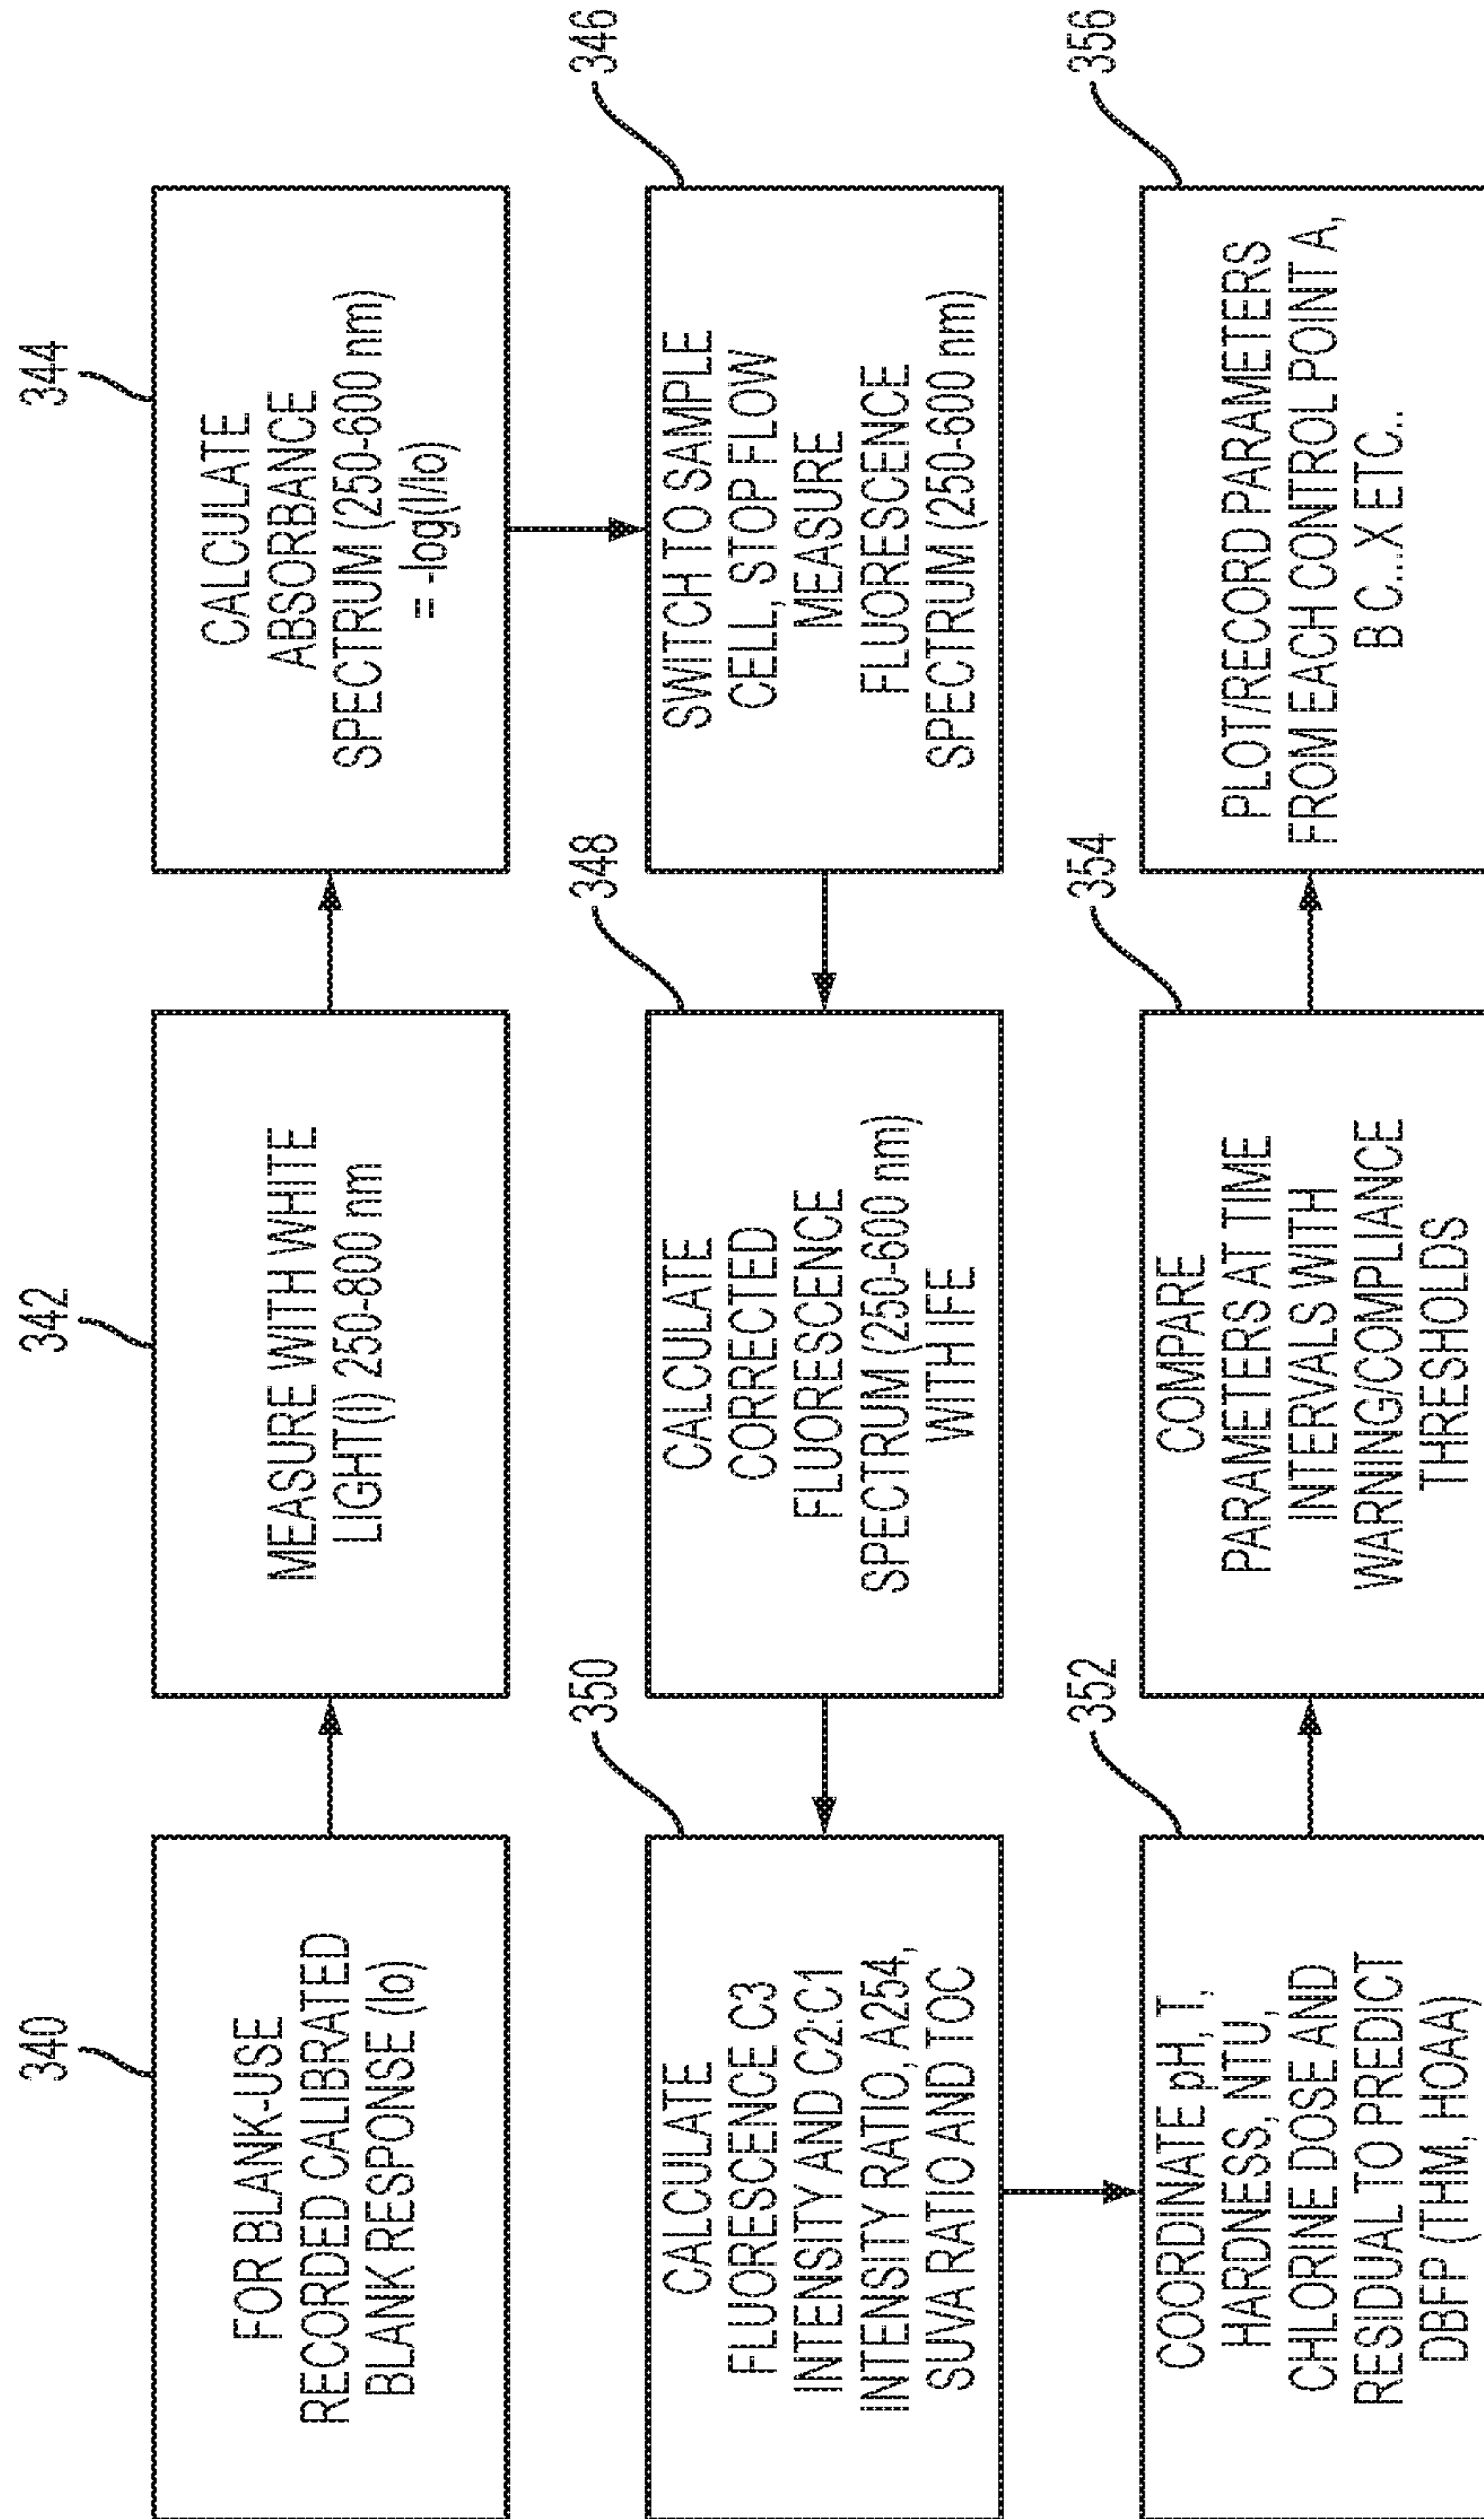 340
FOR BLANK-USE
RECORDED CALIBRATED
BLANK RESPONSE (Io)
342
MEASURE WITH WHITE
LIGHT(I) 250-800 nm
344
CALCULATE
ABSORBANCE
SPECTRUM (250-600 nm)
= -log(I/Io)
346
SWITCH TO SAMPLE
CELL, STOP FLOW
MEASURE
FLUORESCENCE
SPECTRUM (250-600 nm)
348
CALCULATE
CORRECTED
FLUORESCENCE
SPECTRUM (250-600 nm)
WITH IFE
350
CALCULATE
FLUORESCENCE C3
INTENSITY AND C2:C1
INTENSITY RATIO, A254,
SUVA RATIO AND TOC
352
COORDINATE pH, T,
HARDNESS, NTU,
CHLORINE DOSE AND
RESIDUAL TO PREDICT
DBFP (THM, HOAA)
354
COMPARE
PARAMETERS AT TIME
INTERVALS WITH
WARNING/COMPLIANCE
THRESHOLDS
356
PLOT/RECORD PARAMETERS
FROM EACH CONTROL POINT A,
B C...X ETC..